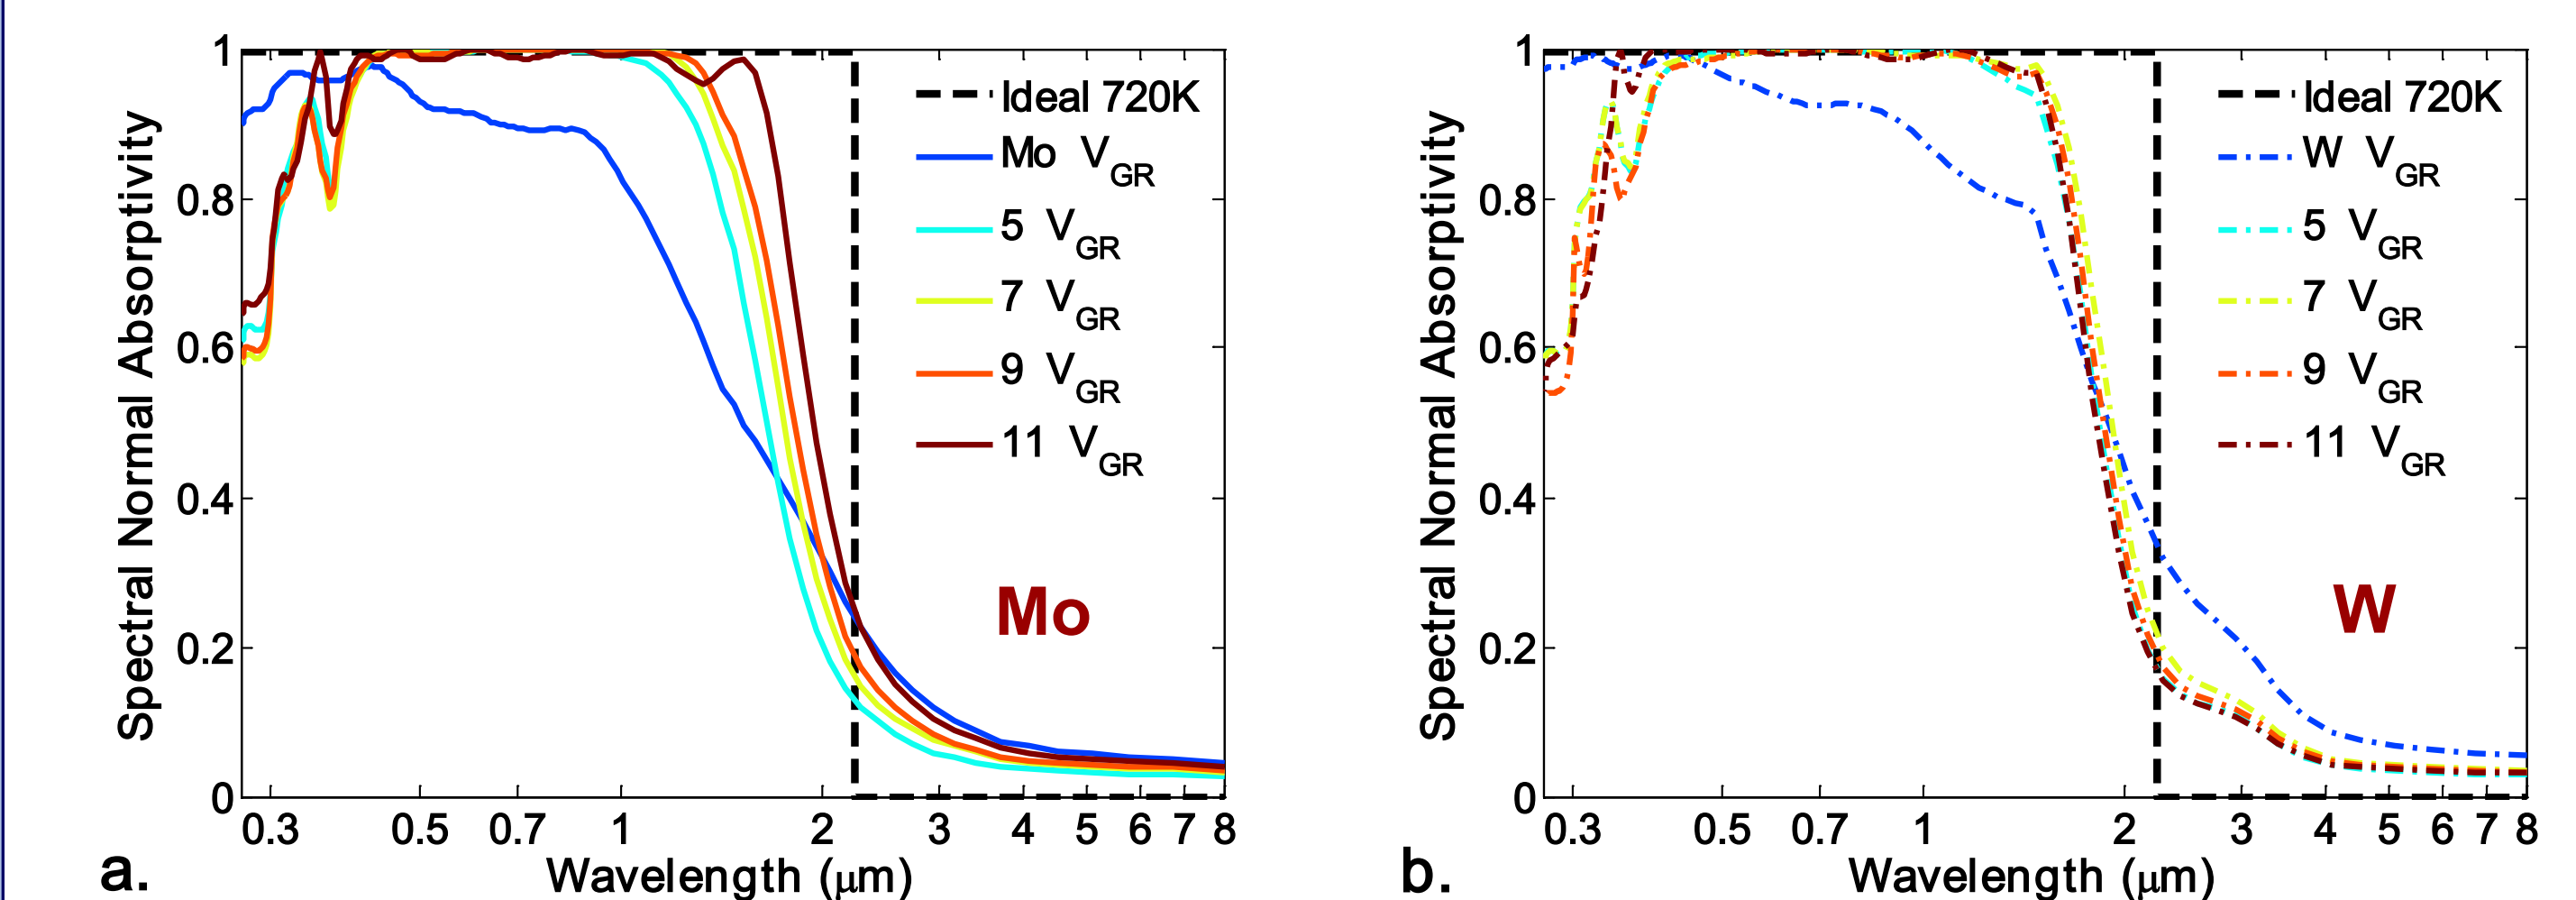 1
0.8
0.6
0.4
0.2
0
Spectral Normal Absorptivity
0.3 0.5 0.7 1 2 3 4 5 6 7 8
Wavelength (μm)
Ideal 720K
Mo V_GR
5 V_GR
7 V_GR
9 V_GR
11 V_GR
Mo
a.
1
0.8
0.6
0.4
0.2
0
Spectral Normal Absorptivity
0.3 0.5 0.7 1 2 3 4 5 6 7 8
Wavelength (μm)
Ideal 720K
W V_GR
5 V_GR
7 V_GR
9 V_GR
11 V_GR
W
b.